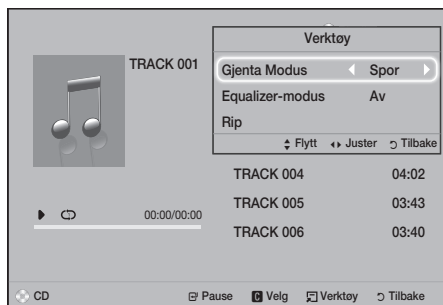 Verktøy
TRACK 001
Gjenta Modus Spor
Equalizer-modus Av
Rip
Flytt Juster Tilbake
TRACK 004 04:02
TRACK 005 03:43
00:00/00:00
TRACK 006 03:40
CD Pause C Velg Verktøy Tilbake